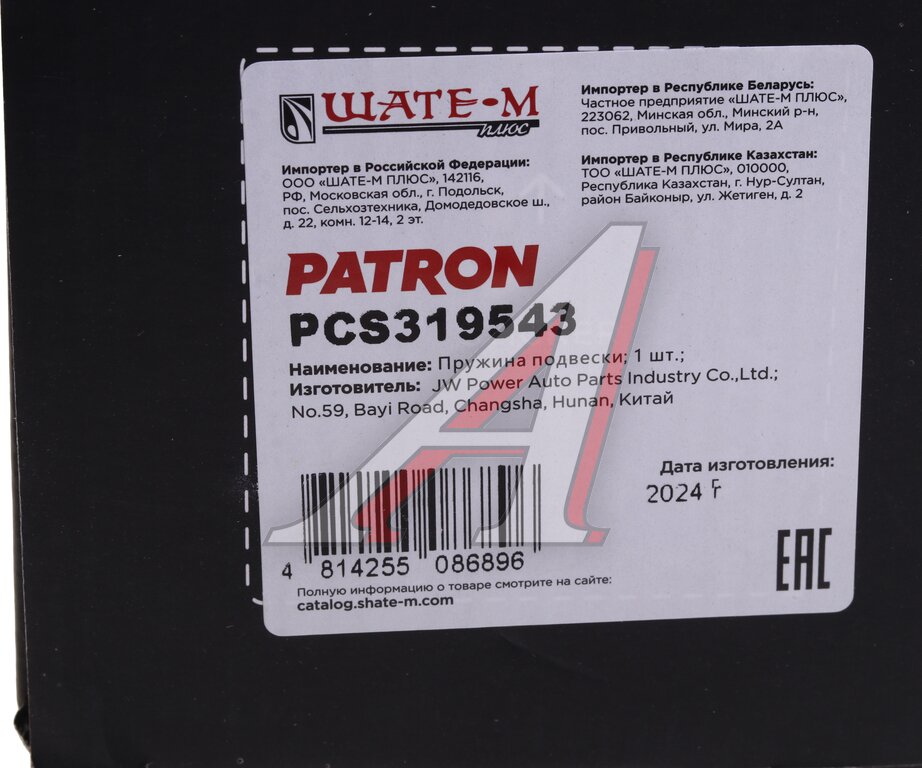 ШАТЕ-М
ПЛЮС
Импортер в Российской Федерации:
ООО «ШАТЕ-М ПЛЮС», 142116,
РФ, Московская обл., г. Подольск,
пос. Сельхозтехника, Домодедовское ш.,
д. 22, комн. 12-14, 2 эт.
Импортер в Республике Беларусь:
Частное предприятие «ШАТЕ-М ПЛЮС»,
223062, Минская обл., Минский р-н,
пос. Привольный, ул. Мира, 2А
Импортер в Республике Казахстан:
ТОО «ШАТЕ-М ПЛЮС», 010000,
Республика Казахстан, г. Нур-Султан,
район Байконыр, ул. Жетиген, д. 2
PATRON
PCS319543
Наименование: Пружина подвески; 1 шт.;
Изготовитель: JW Power Auto Parts Industry Co.,Ltd.;
No.59, Bayi Road, Changsha, Hunan, Китай
Дата изготовления:
2024 г
4 814255 086896
EAC
Полную информацию о товаре смотрите на сайте:
catalog.shate-m.com